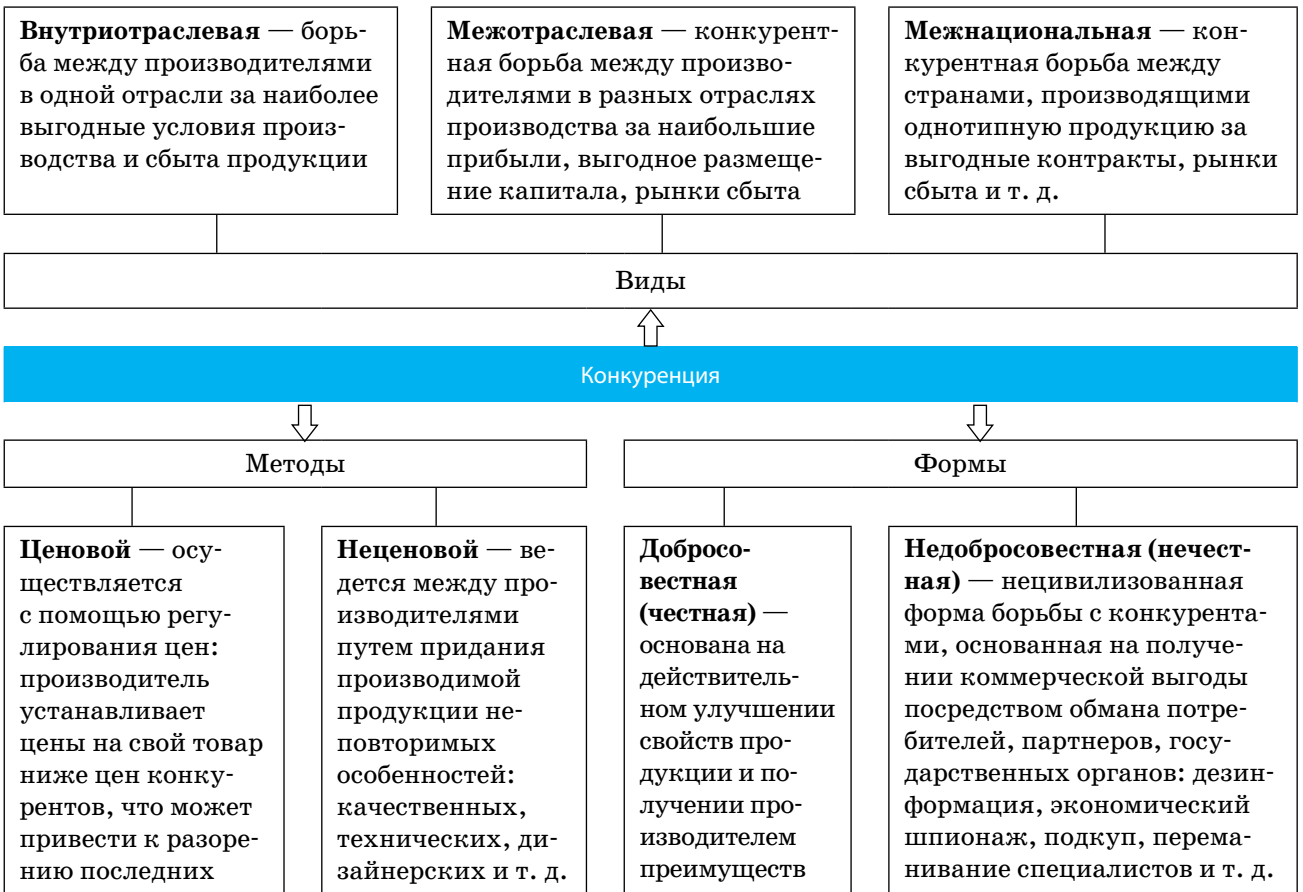 Внутриотраслевая — борь-
ба между производителями
в одной отрасли за наиболее
выгодные условия произ-
водства и сбыта продукции
Межотраслевая — конкурент-
ная борьба между произво-
дителями в разных отраслях
производства за наибольшие
прибыли, выгодное размеще-
ние капитала, рынки сбыта
Межнациональная — кон-
курентная борьба между
странами, производящими
однотипную продукцию за
выгодные контракты, рынки
сбыта и т. д.
Виды
Конкуренция
Методы
Формы
Ценовой — осу-
ществляется
с помощью регу-
лирования цен:
производитель
устанавливает
цены на свой товар
ниже цен конку-
рентов, что может
привести к разоре-
нию последних
Неценовой — ве-
дется между про-
изводителями
путем придания
производимой
продукции не-
повторимых
особенностей:
качественных,
технических, ди-
зайнерских и т. д.
Добросо-
вестная
(честная) —
основана на
действитель-
ном улучшении
свойств про-
дукции и по-
лучении про-
изводителем
преимуществ
Недобросовестная (нечест-
ная) — нецивилизованная
форма борьбы с конкурента-
ми, основанная на получе-
нии коммерческой выгоды
посредством обмана потре-
бителей, партнеров, госу-
дарственных органов: дезин-
формация, экономический
шпионаж, подкуп, перема-
нивание специалистов и т. д.